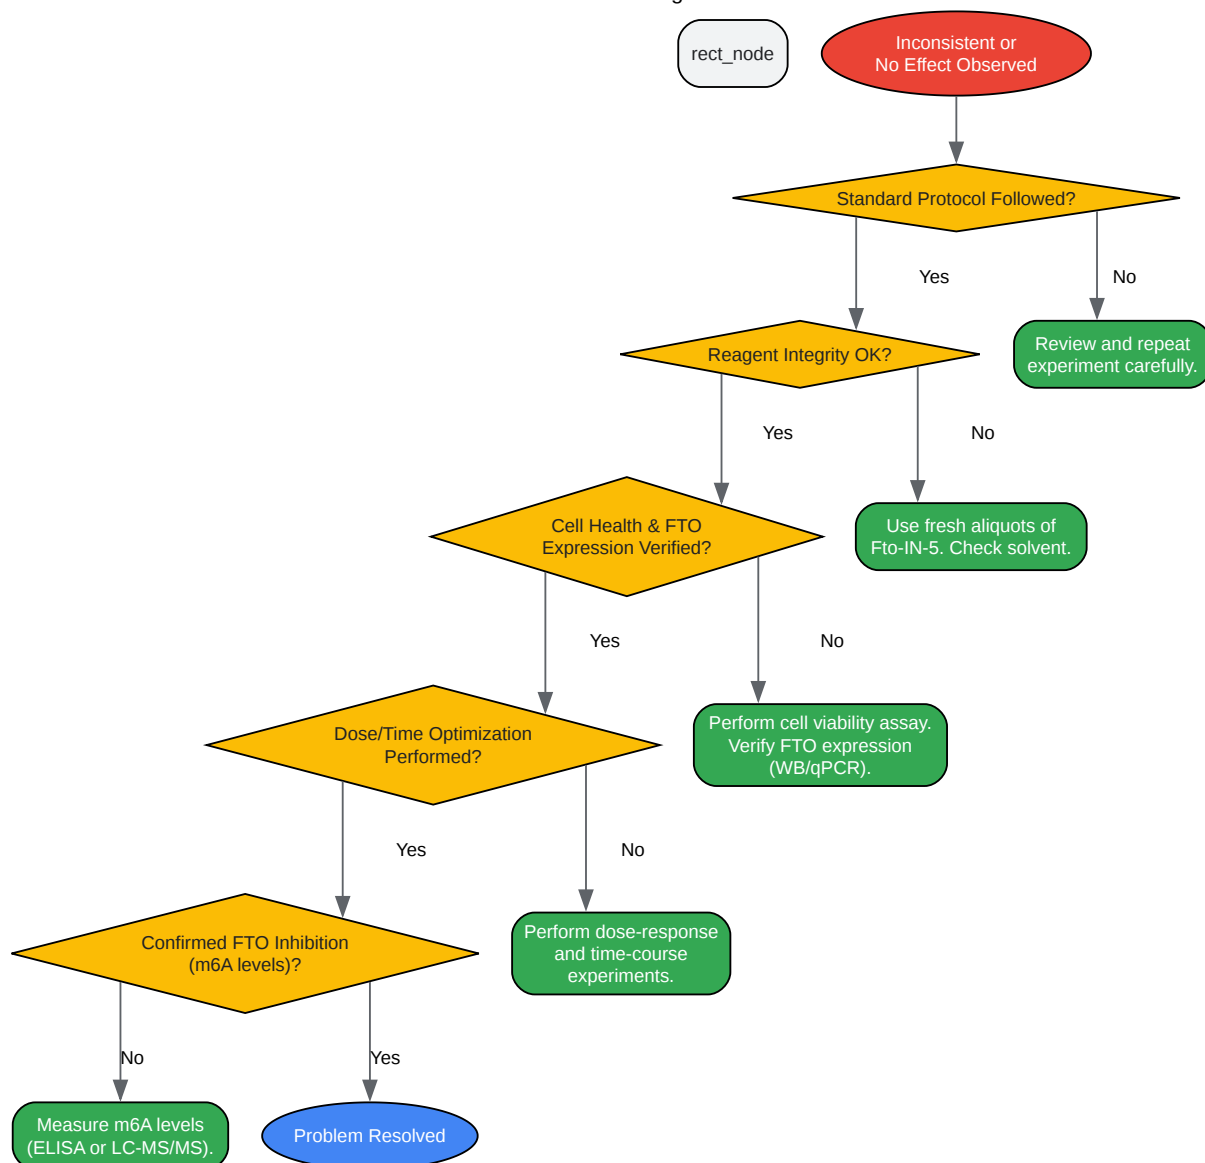 rect_node
Inconsistent or
No Effect Observed
Standard Protocol Followed?
Yes
No
Reagent Integrity OK?
Review and repeat
experiment carefully.
Yes
No
Cell Health & FTO
Expression Verified?
Use fresh aliquots of
Fto-IN-5. Check solvent.
Yes
No
Dose/Time Optimization
Performed?
Perform cell viability assay.
Verify FTO expression
(WB/qPCR).
Yes
No
Confirmed FTO Inhibition
(m6A levels)?
Perform dose-response
and time-course
experiments.
No
Yes
Measure m6A levels
(ELISA or LC-MS/MS).
Problem Resolved